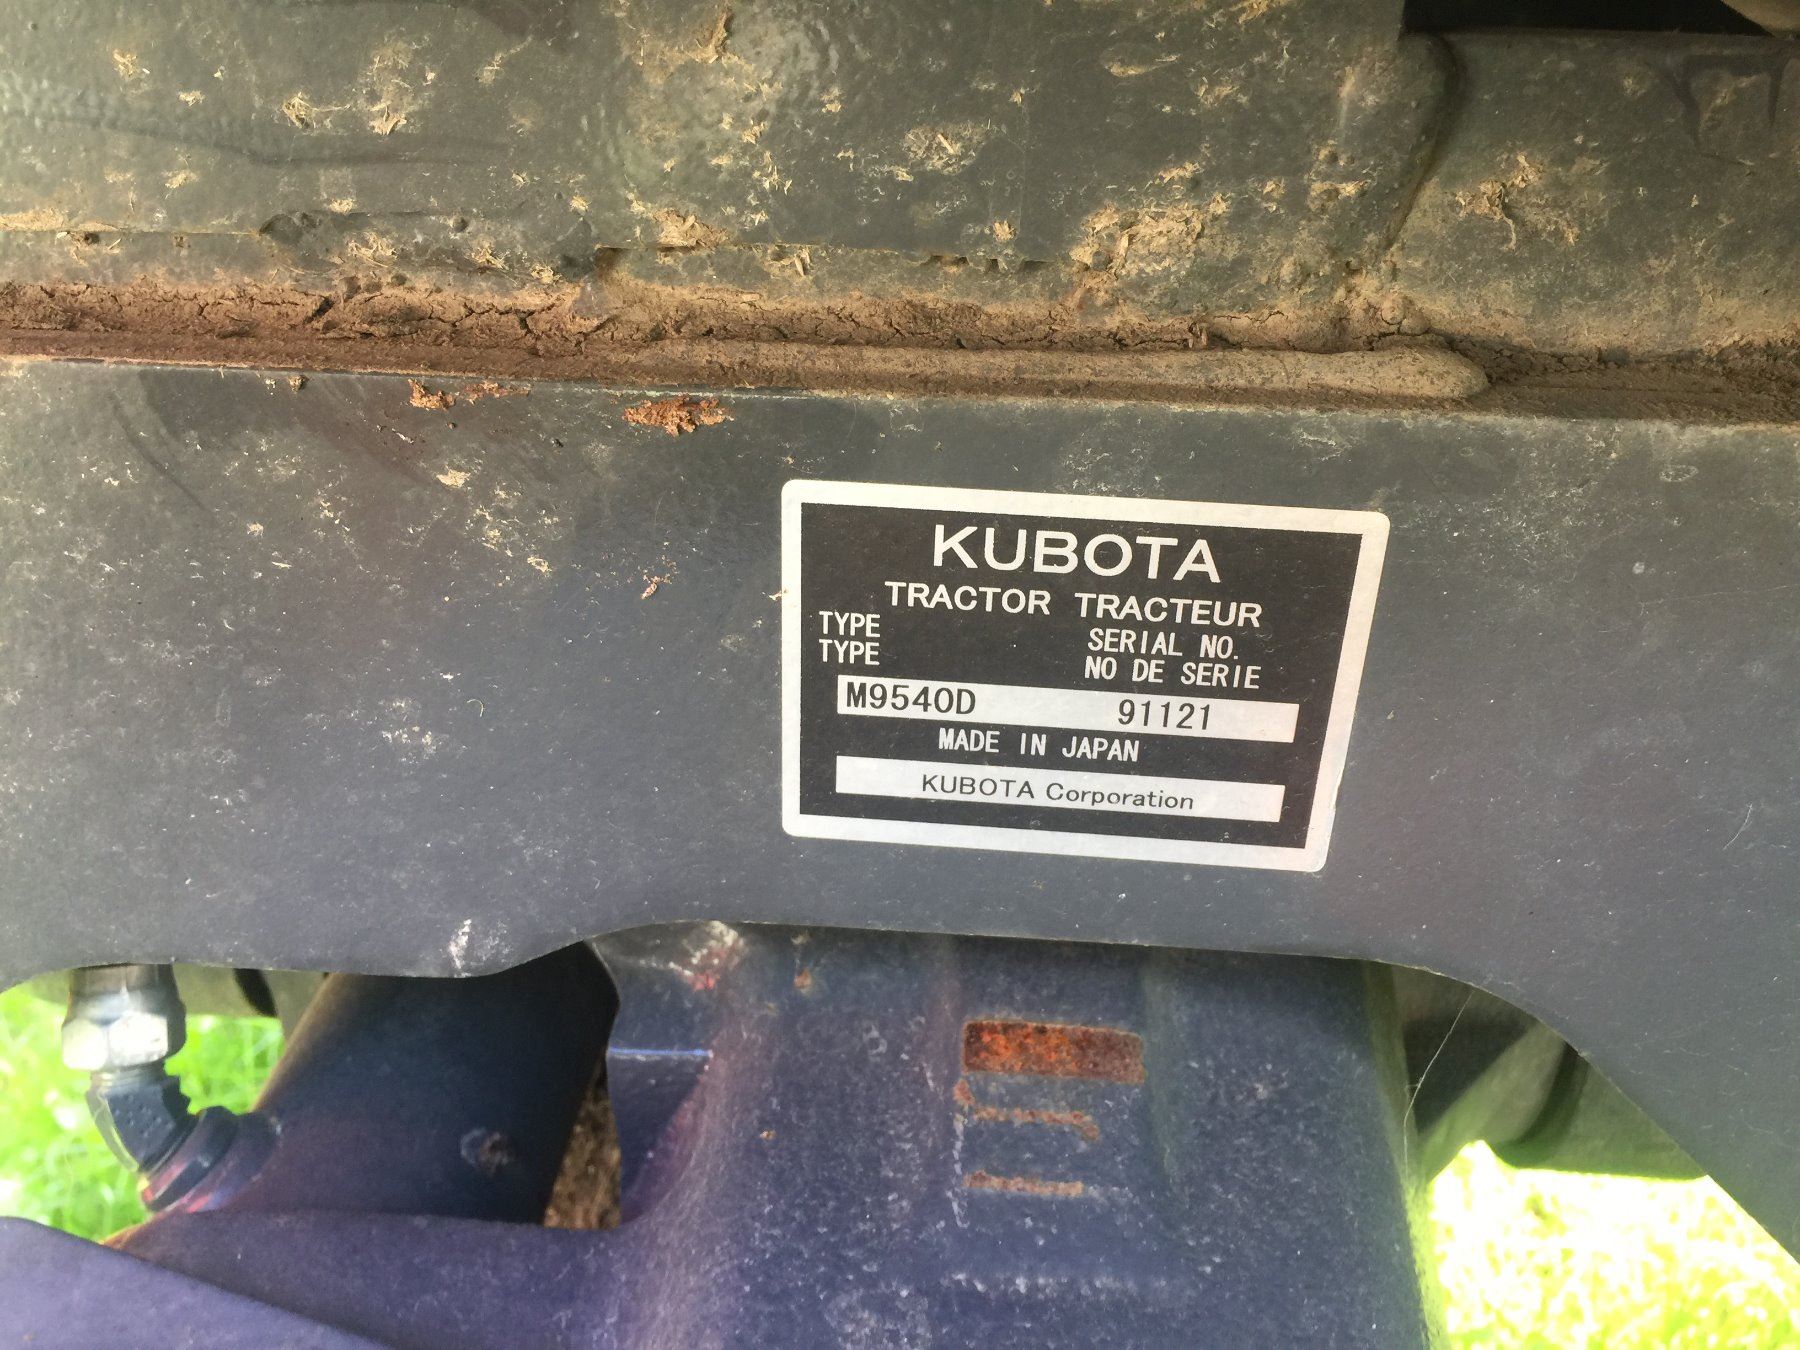 KUBOTA
TRACTOR TRACTEUR
TYPE SERIAL NO.
TYPE NO DE SERIE
M9540D 91121
MADE IN JAPAN
KUBOTA Corporation